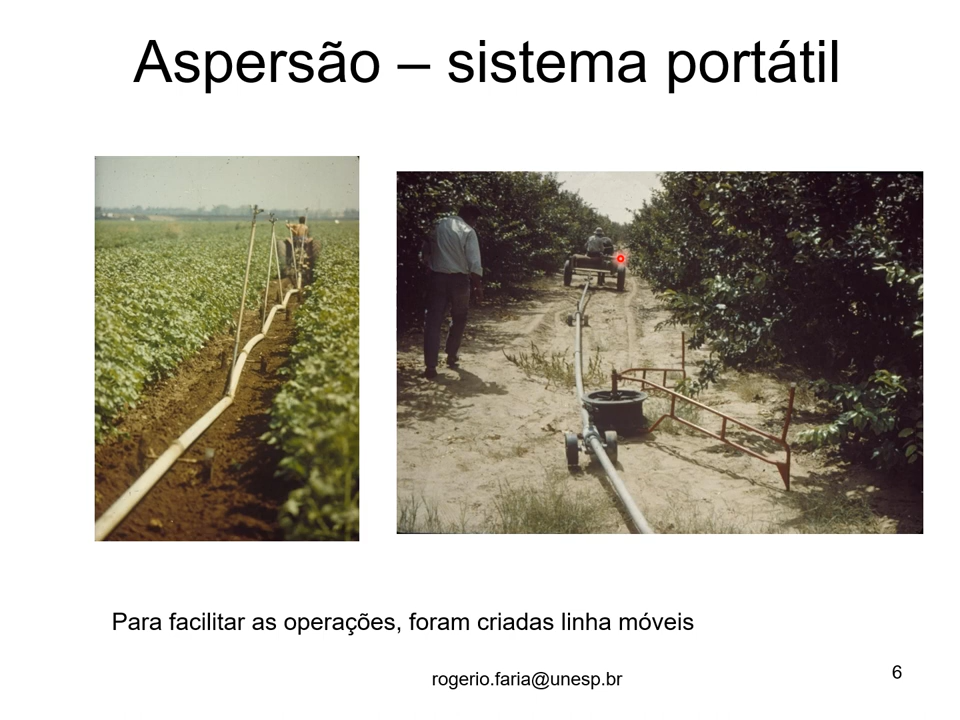 Aspersão – sistema portátil
Para facilitar as operações, foram criadas linha móveis
rogerio.faria@unesp.br
6